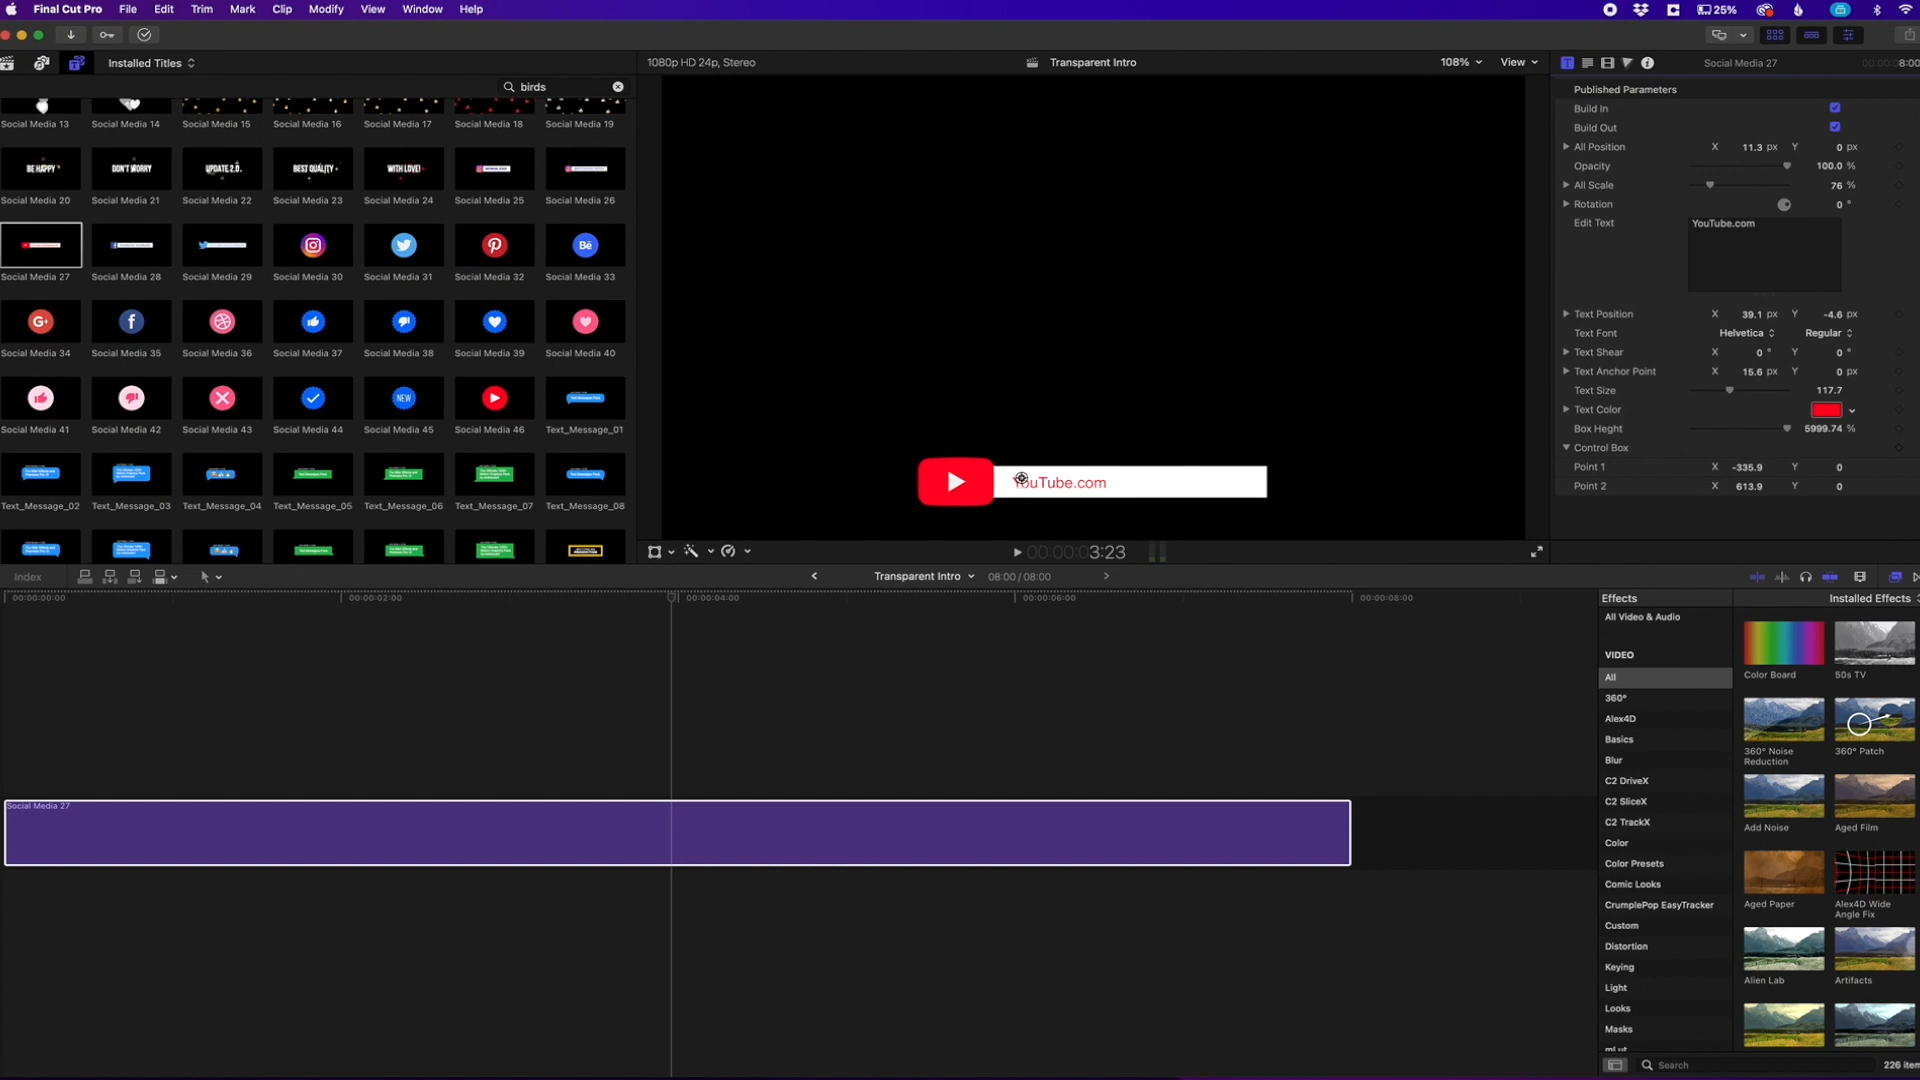 Final Cut Pro File Edit Trim Mark Clip Modify View Window Help 25%
Installed Titles
birds
Social Media 13 Social Media 14 Social Media 15 Social Media 16 Social Media 17 Social Media 18 Social Media 19
BE HAPPY DON'T WORRY UPDATE 2.0. BEST QUALITY WITH LOVE!
Social Media 20 Social Media 21 Social Media 22 Social Media 23 Social Media 24 Social Media 25 Social Media 26
Bē
Social Media 27 Social Media 28 Social Media 29 Social Media 30 Social Media 31 Social Media 32 Social Media 33
G+ f
Social Media 34 Social Media 35 Social Media 36 Social Media 37 Social Media 38 Social Media 39 Social Media 40
NEW
Social Media 41 Social Media 42 Social Media 43 Social Media 44 Social Media 45 Social Media 46 Text_Message_01
Text_Message_02 Text_Message_03 Text_Message_04 Text_Message_05 Text_Message_06 Text_Message_07 Text_Message_08
1080p HD 24p, Stereo Transparent Intro 108% View
YouTube.com
00:00:00 3:23
Social Media 27 8:00
Published Parameters
Build In
Build Out
All Position X 11.3 px Y 0 px
Opacity 100.0 %
All Scale 76 %
Rotation 0 °
Edit Text YouTube.com
Text Position X 39.1 px Y -4.6 px
Text Font Helvetica Regular
Text Shear X 0 ° Y 0 °
Text Anchor Point X 15.6 px Y 0 px
Text Size 117.7
Text Color
Box Heght 5999.74 %
Control Box
Point 1 X -335.9 Y 0
Point 2 X 613.9 Y 0
Index Transparent Intro 08:00 / 08:00
00:00:00:00 00:00:02:00 00:00:04:00 00:00:06:00 00:00:08:00
Social Media 27
Effects Installed Effects
All Video & Audio
VIDEO
All
360°
Alex4D
Basics
Blur
C2 DriveX
C2 SliceX
C2 TrackX
Color
Color Presets
Comic Looks
CrumplePop EasyTracker
Custom
Distortion
Keying
Light
Looks
Masks
mLut
Color Board 50s TV
360° Noise Reduction 360° Patch
Add Noise Aged Film
Aged Paper Alex4D Wide Angle Fix
Alien Lab Artifacts
Search 226 item